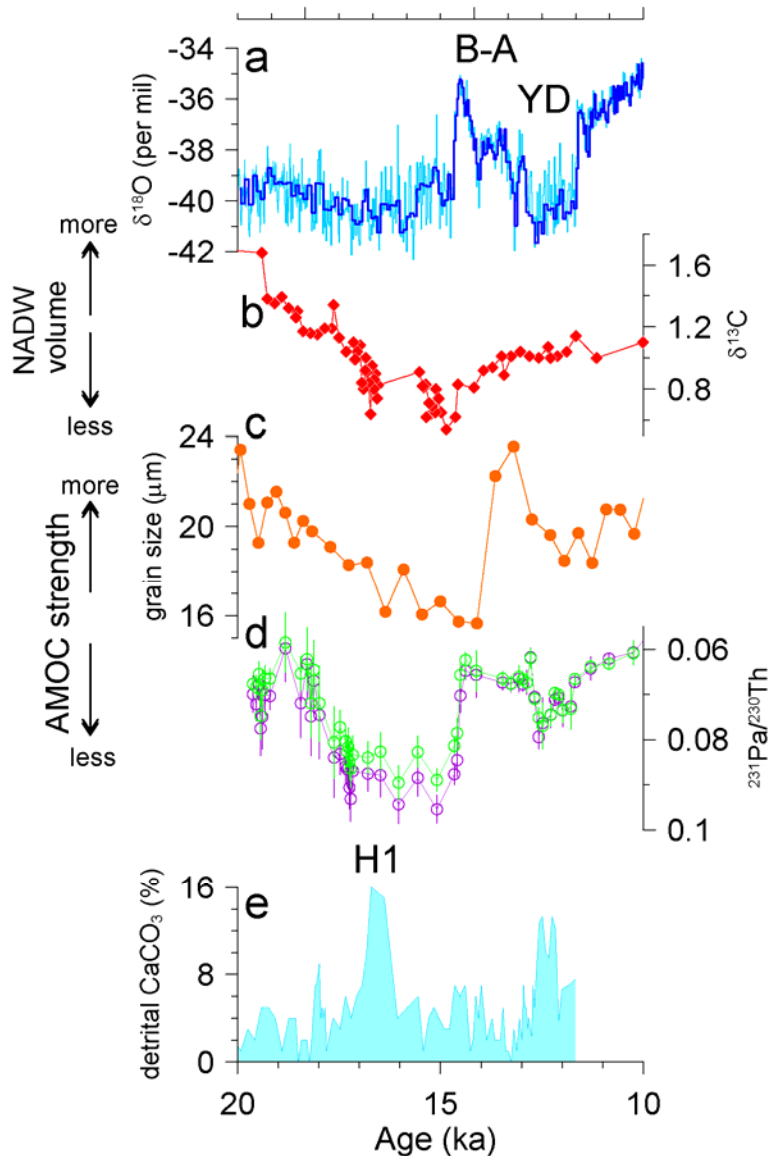 B-A
YD
a
-34
-36
-38
-40
-42
δ18O (per mil)
more
NADW
volume
less
b
1.6
1.2
0.8
δ13C
c
24
20
16
grain size (μm)
more
AMOC strength
less
d
0.06
0.08
0.1
231Pa/230Th
H1
e
16
8
0
detrital CaCO3 (%)
20
15
10
Age (ka)